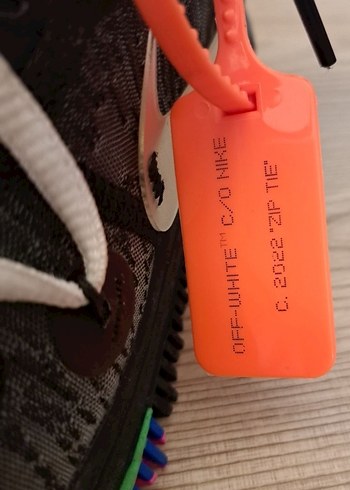 OFF-WHITE™ C/O NIKE
C. 2022 "ZIP TIE"